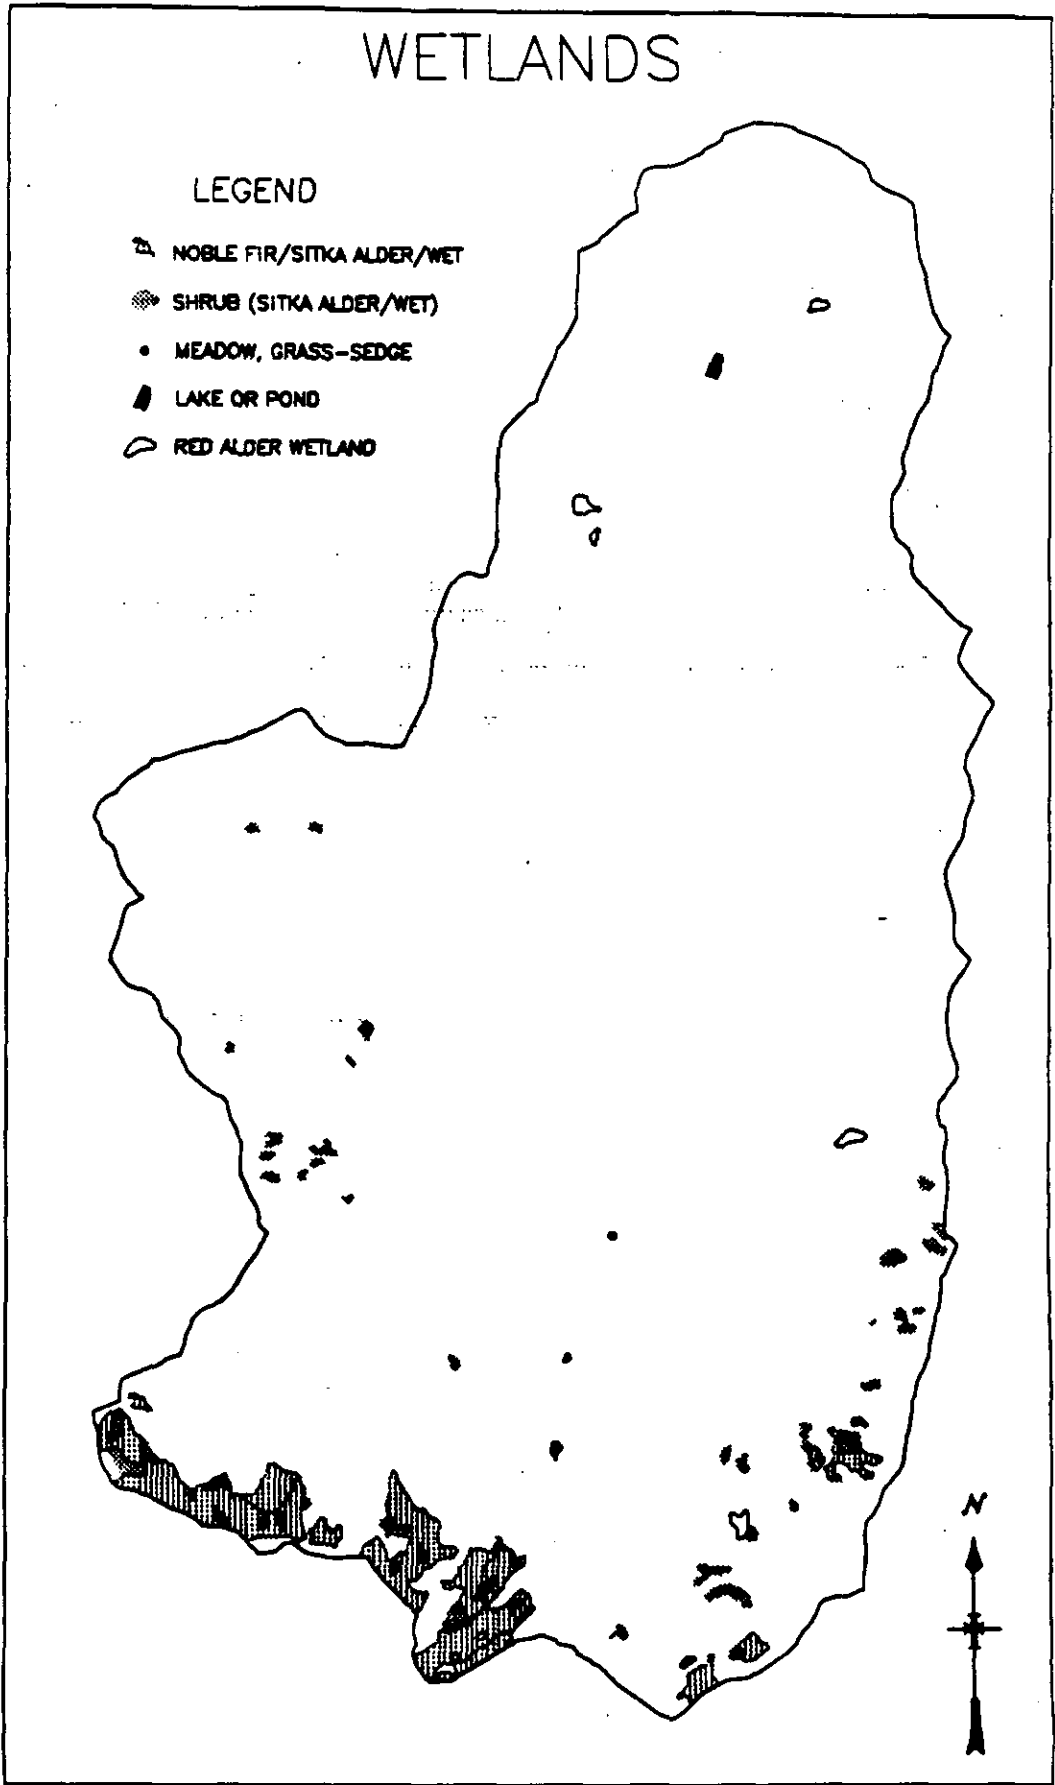 WETLANDS
LEGEND
NOBLE FIR/SITKA ALDER/WET
SHRUB (SITKA ALDER/WET)
MEADOW, GRASS-SEDGE
LAKE OR POND
RED ALDER WETLAND
N